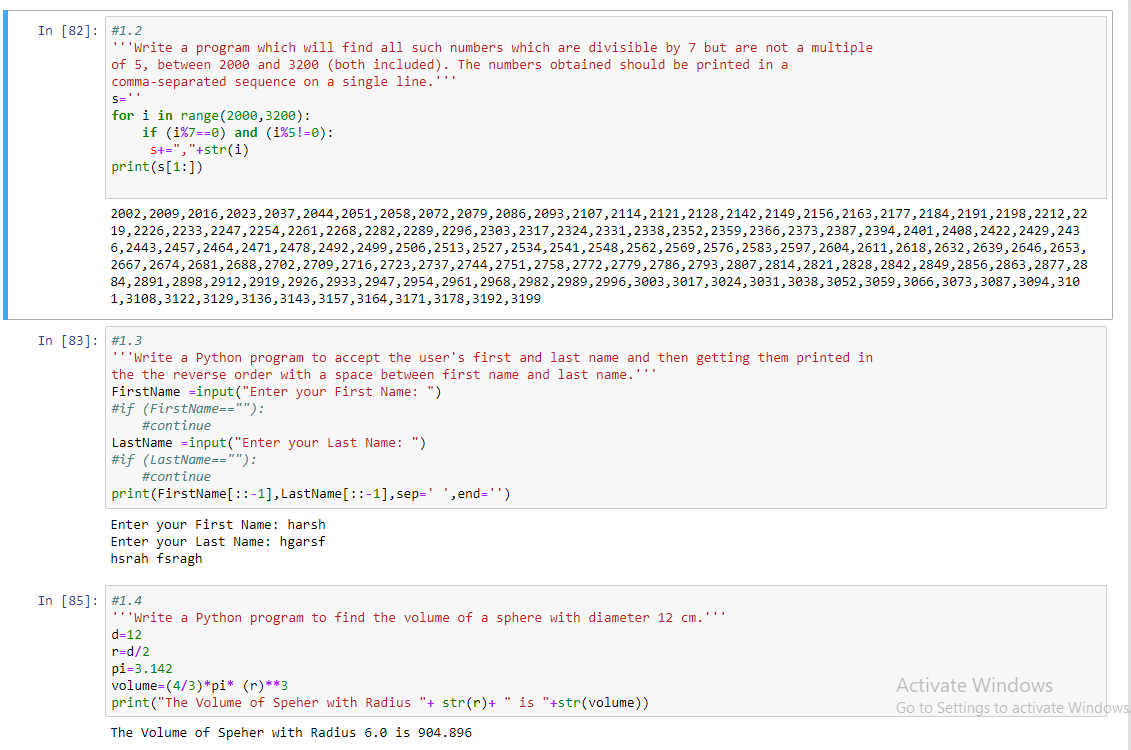 In [82]:
#1.2
'''Write a program which will find all such numbers which are divisible by 7 but are not a multiple
of 5, between 2000 and 3200 (both included). The numbers obtained should be printed in a
comma-separated sequence on a single line.'''
s=''
for i in range(2000,3200):
    if (i%7==0) and (i%5!=0):
     s+=","+str(i)
print(s[1:])
2002,2009,2016,2023,2037,2044,2051,2058,2072,2079,2086,2093,2107,2114,2121,2128,2142,2149,2156,2163,2177,2184,2191,2198,2212,22
19,2226,2233,2247,2254,2261,2268,2282,2289,2296,2303,2317,2324,2331,2338,2352,2359,2366,2373,2387,2394,2401,2408,2422,2429,243
6,2443,2457,2464,2471,2478,2492,2499,2506,2513,2527,2534,2541,2548,2562,2569,2576,2583,2597,2604,2611,2618,2632,2639,2646,2653,
2667,2674,2681,2688,2702,2709,2716,2723,2737,2744,2751,2758,2772,2779,2786,2793,2807,2814,2821,2828,2842,2849,2856,2863,2877,28
84,2891,2898,2912,2919,2926,2933,2947,2954,2961,2968,2982,2989,2996,3003,3017,3024,3031,3038,3052,3059,3066,3073,3087,3094,310
1,3108,3122,3129,3136,3143,3157,3164,3171,3178,3192,3199
In [83]:
#1.3
'''Write a Python program to accept the user's first and last name and then getting them printed in
the the reverse order with a space between first name and last name.'''
FirstName =input("Enter your First Name: ")
#if (FirstName==""):
    #continue
LastName =input("Enter your Last Name: ")
#if (LastName==""):
    #continue
print(FirstName[::-1],LastName[::-1],sep=' ',end='')
Enter your First Name: harsh
Enter your Last Name: hgarsf
hsrah fsragh
In [85]:
#1.4
'''Write a Python program to find the volume of a sphere with diameter 12 cm.'''
d=12
r=d/2
pi=3.142
volume=(4/3)*pi* (r)**3
print("The Volume of Speher with Radius "+ str(r)+ " is "+str(volume))
The Volume of Speher with Radius 6.0 is 904.896
Activate Windows
Go to Settings to activate Windows.